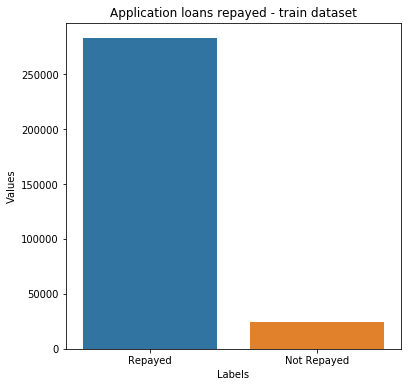 Application loans repayed - train dataset
250000
200000
150000
100000
50000
0
Values
Repayed
Not Repayed
Labels